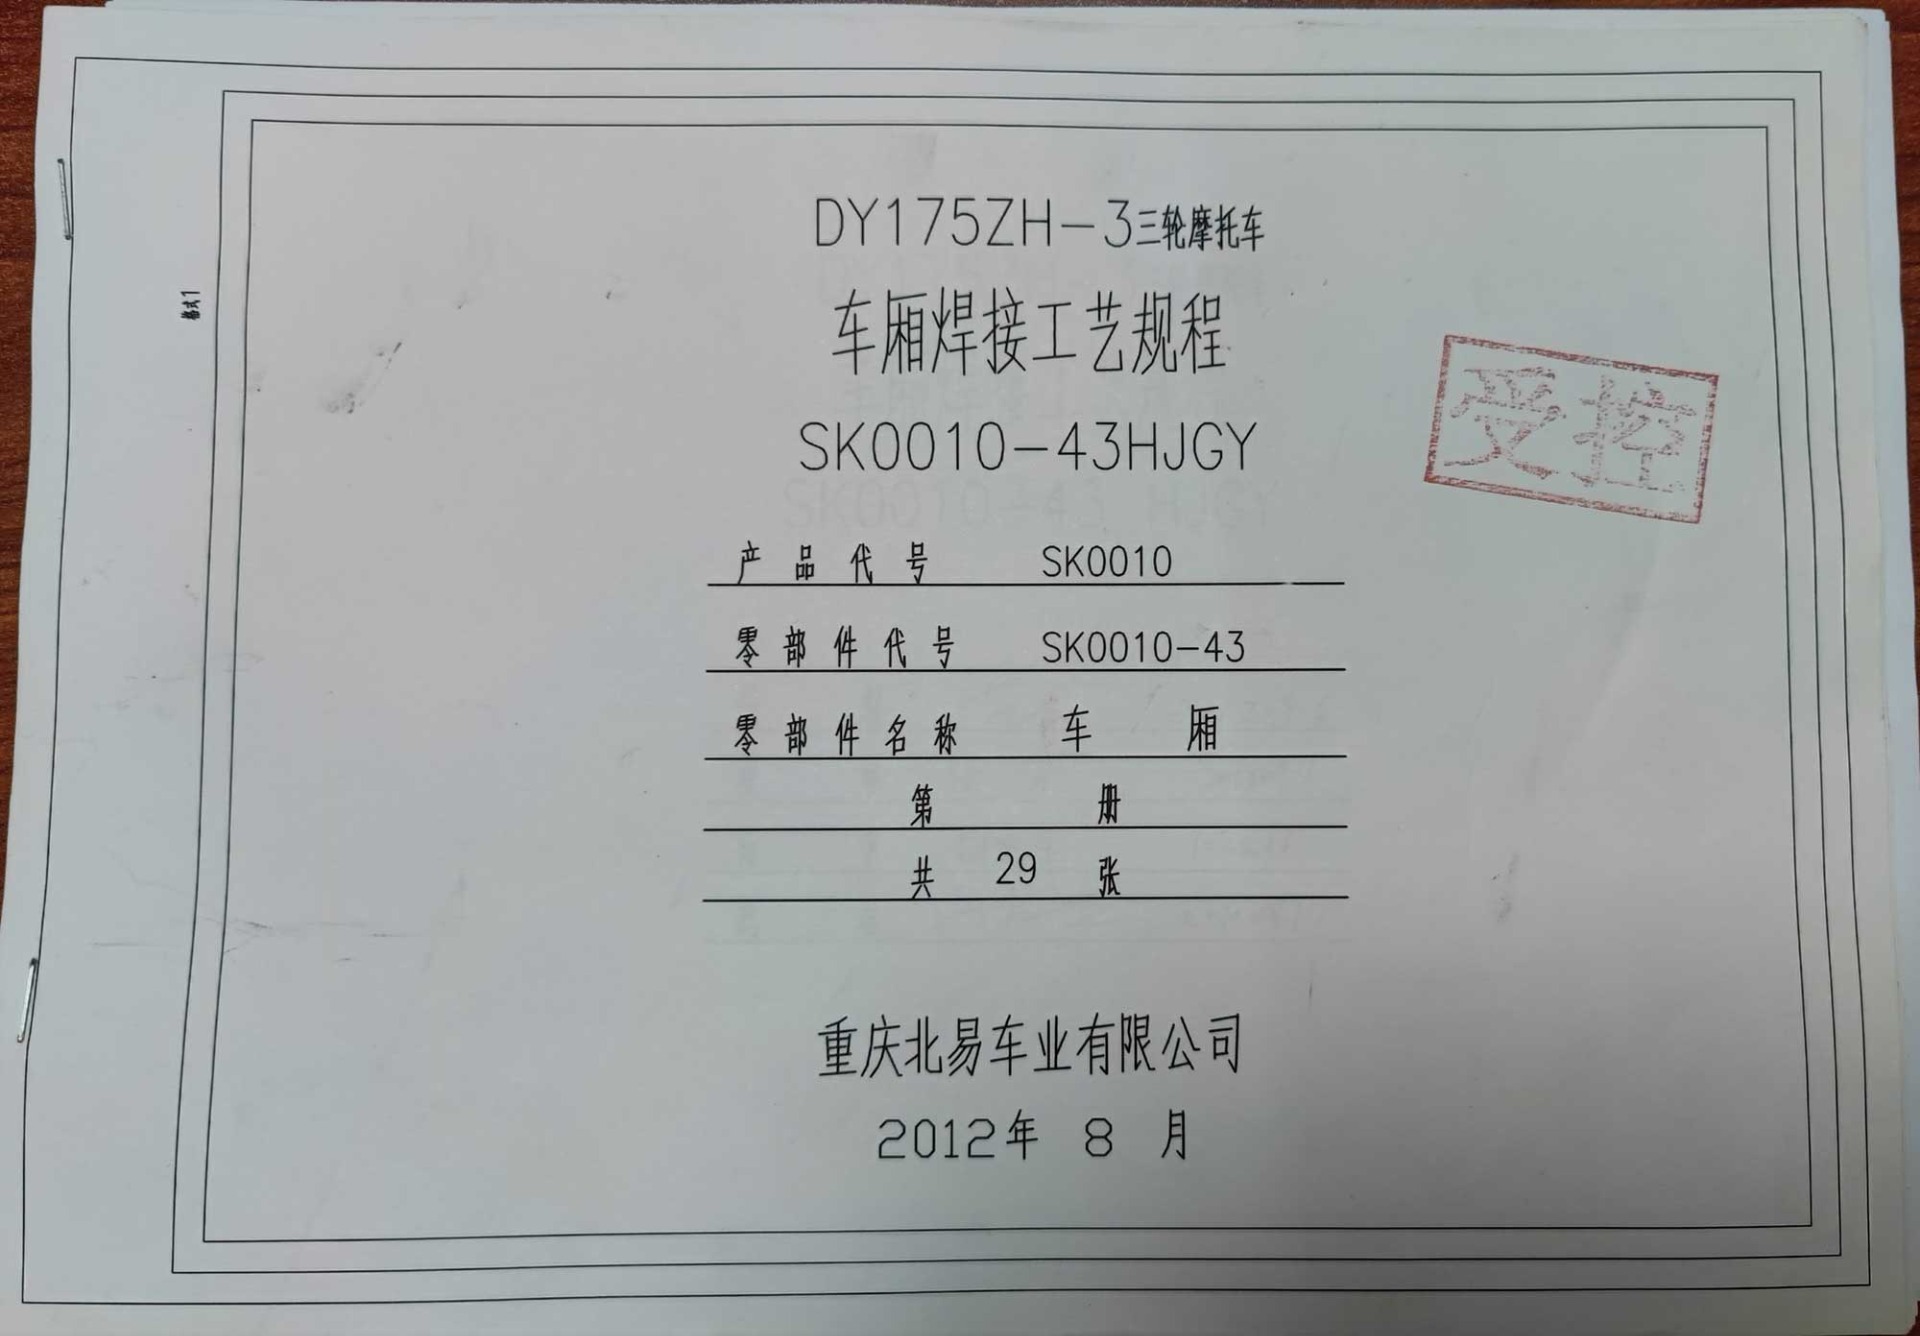 DY175ZH-3三轮摩托车
格式1
车厢焊接工艺规程
受控
SK0010-43HJGY
产品代号 SK0010
零部件代号 SK0010-43
零部件名称 车厢
第 册
共 29 张
重庆北易车业有限公司
2012年 8 月